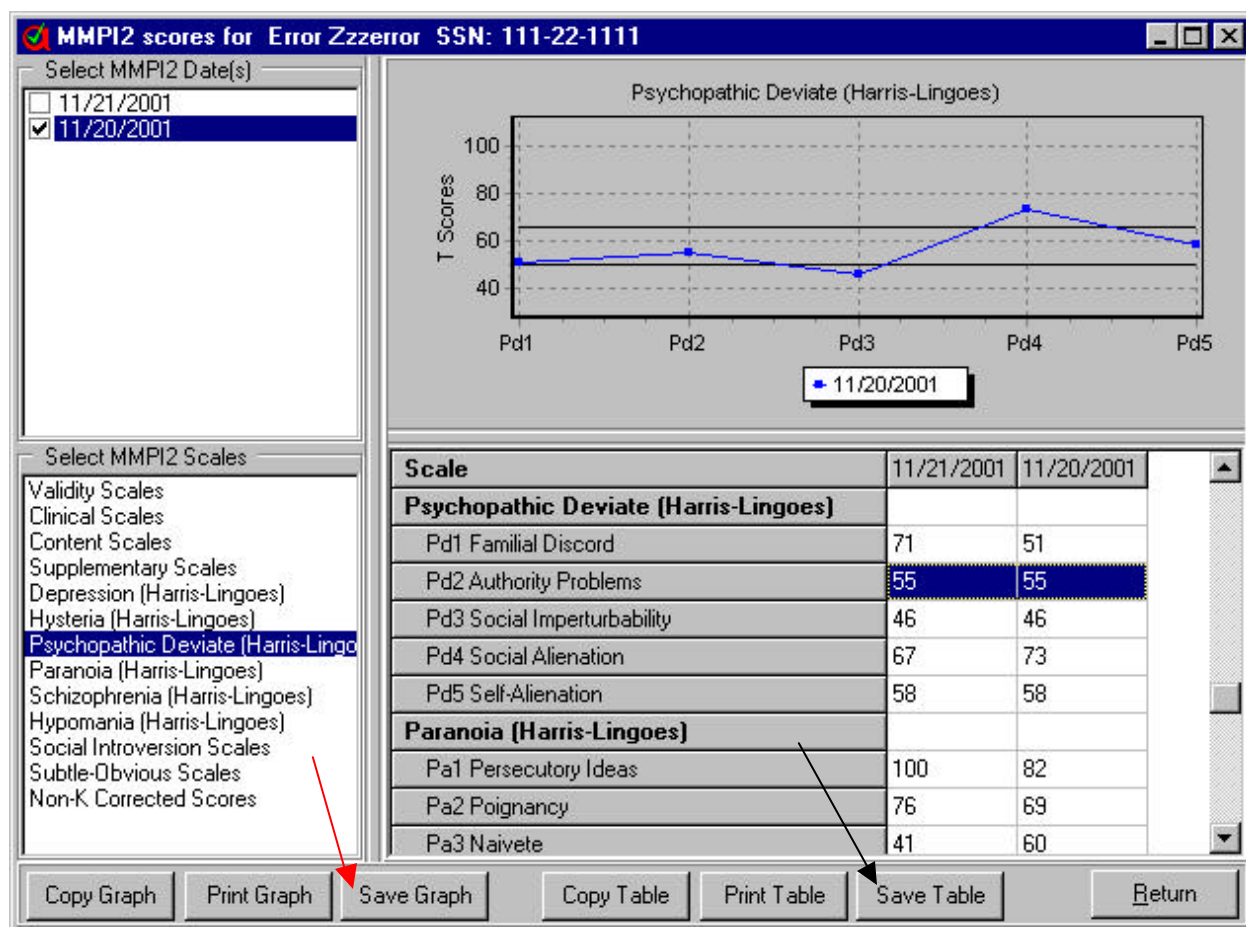 MMPI2 scores for Error Zzzerror SSN: 111-22-1111
Select MMPI2 Date(s)
11/21/2001
11/20/2001
Psychopathic Deviate (Harris-Lingoes)
T Scores
100
80
60
40
Pd1 Pd2 Pd3 Pd4 Pd5
11/20/2001
Select MMPI2 Scales
Validity Scales
Clinical Scales
Content Scales
Supplementary Scales
Depression (Harris-Lingoes)
Hysteria (Harris-Lingoes)
Psychopathic Deviate (Harris-Lingo
Paranoia (Harris-Lingoes)
Schizophrenia (Harris-Lingoes)
Hypomania (Harris-Lingoes)
Social Introversion Scales
Subtle-Obvious Scales
Non-K Corrected Scores
Scale 11/21/2001 11/20/2001
Psychopathic Deviate (Harris-Lingoes)
Pd1 Familial Discord 71 51
Pd2 Authority Problems 55 55
Pd3 Social Imperturbability 46 46
Pd4 Social Alienation 67 73
Pd5 Self-Alienation 58 58
Paranoia (Harris-Lingoes)
Pa1 Persecutory Ideas 100 82
Pa2 Poignancy 76 69
Pa3 Naivete 41 60
Copy Graph Print Graph Save Graph Copy Table Print Table Save Table Return